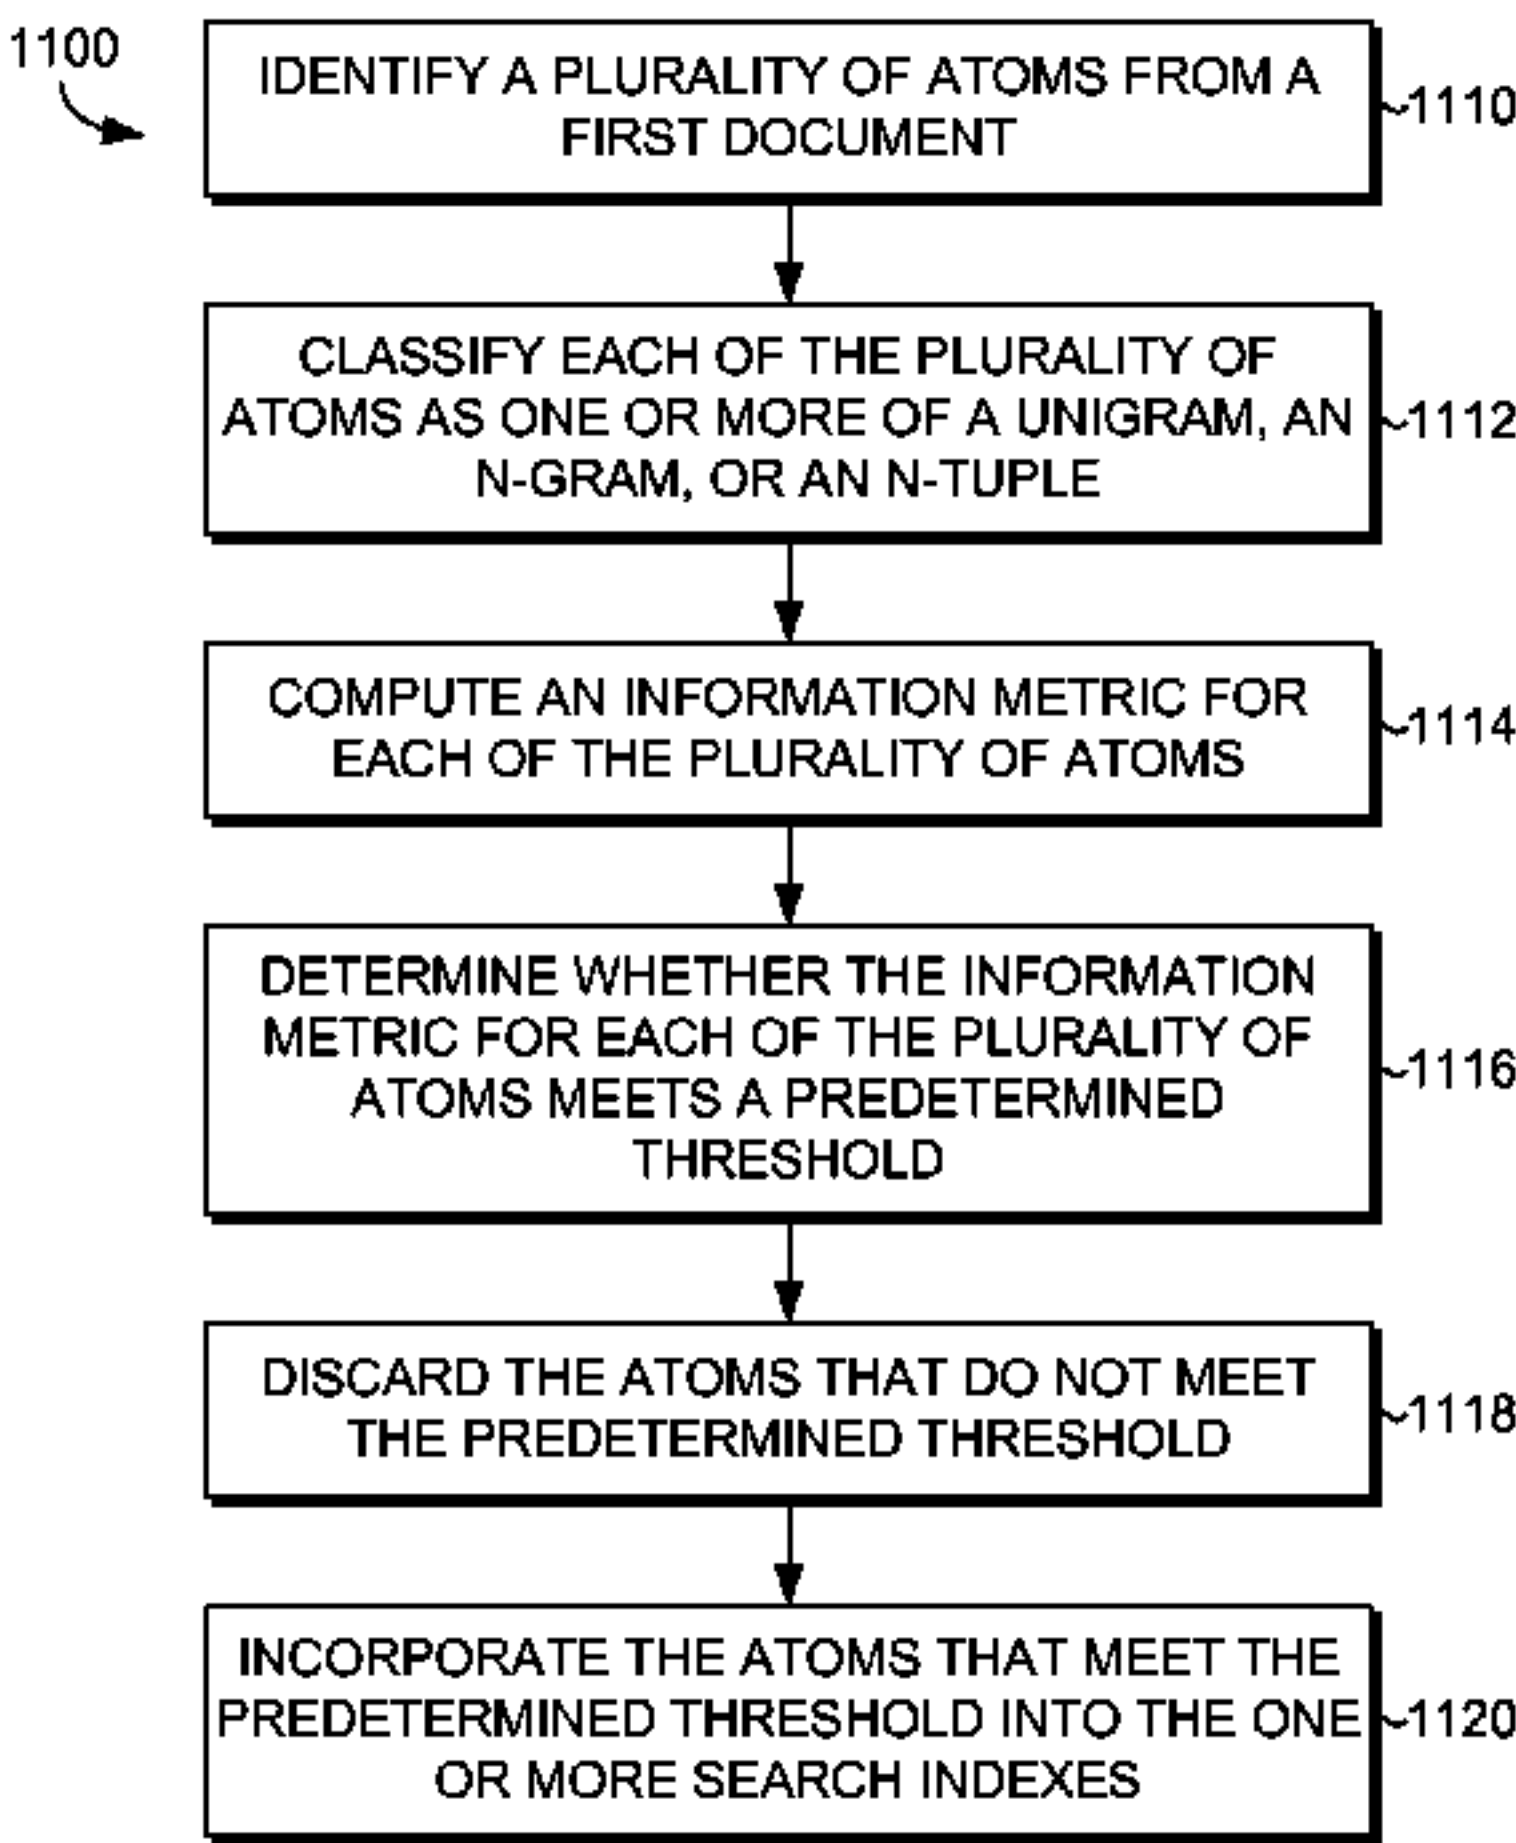 1100
IDENTIFY A PLURALITY OF ATOMS FROM A
FIRST DOCUMENT
1110
CLASSIFY EACH OF THE PLURALITY OF
ATOMS AS ONE OR MORE OF A UNIGRAM, AN
N-GRAM, OR AN N-TUPLE
1112
COMPUTE AN INFORMATION METRIC FOR
EACH OF THE PLURALITY OF ATOMS
1114
DETERMINE WHETHER THE INFORMATION
METRIC FOR EACH OF THE PLURALITY OF
ATOMS MEETS A PREDETERMINED
THRESHOLD
1116
DISCARD THE ATOMS THAT DO NOT MEET
THE PREDETERMINED THRESHOLD
1118
INCORPORATE THE ATOMS THAT MEET THE
PREDETERMINED THRESHOLD INTO THE ONE
OR MORE SEARCH INDEXES
1120